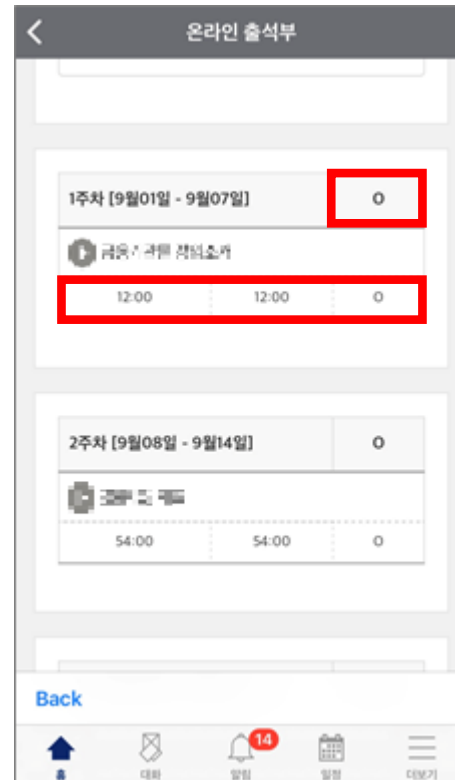 온라인 출석부
1주차 [9월01일 - 9월07일] O
12:00 12:00 O
2주차 [9월08일 - 9월14일] O
54:00 54:00 O
Back
14
홈 대화 알림 일정 더보기